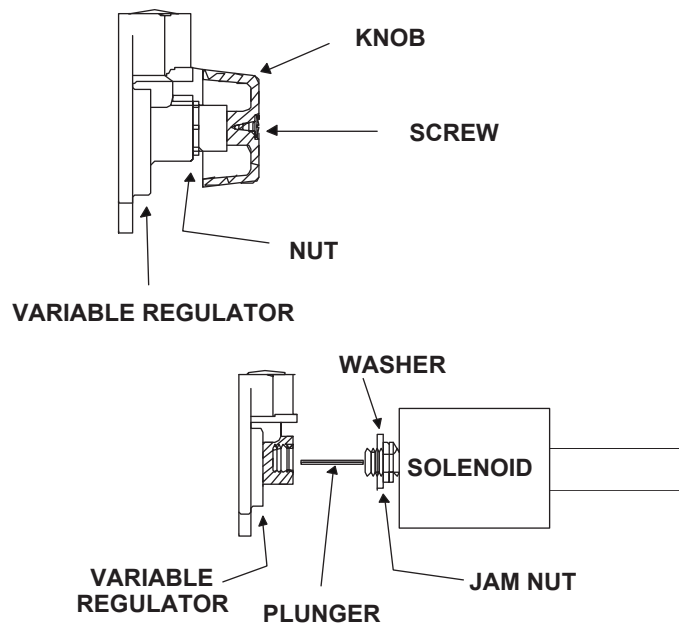 KNOB
SCREW
NUT
VARIABLE REGULATOR
WASHER
SOLENOID
VARIABLE
REGULATOR
JAM NUT
PLUNGER